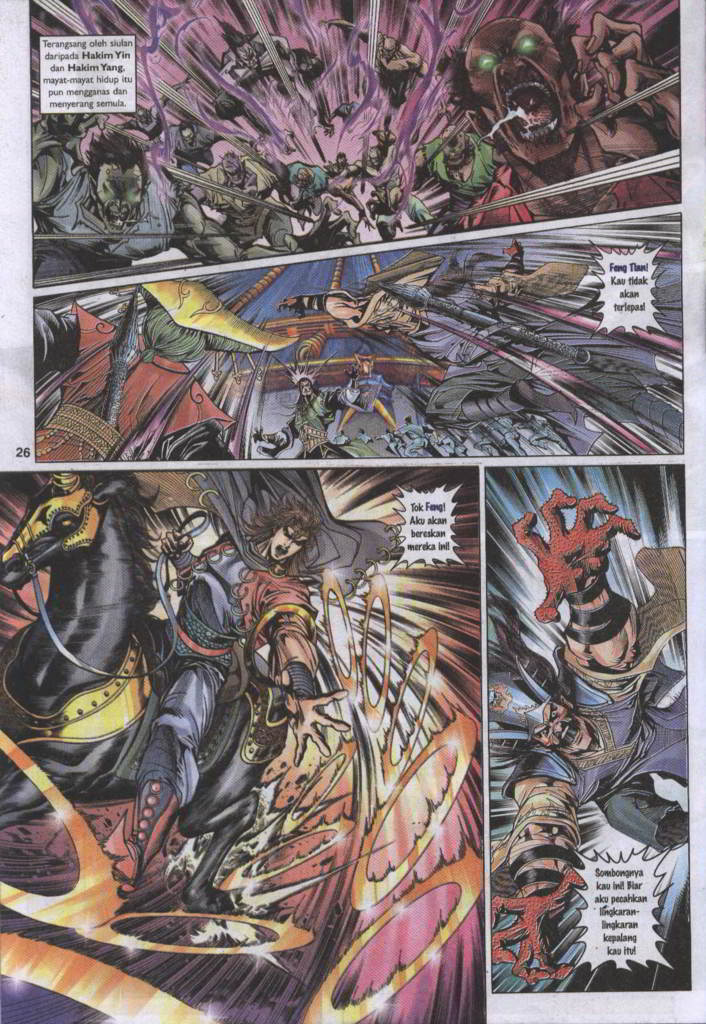 Terangsang oleh siulan
daripada Hakim Yin
dan Hakim Yang,
mayat-mayat hidup itu
pun mengganas dan
menyerang semula.
Feng Tian!
Kau tidak
akan
terlepas!
26
Tok Feng!
Aku akan
bereskan
mereka ini!
Sombongnya
kau ini! Biar
aku pecahkan
lingkaran-
lingkaran
kepalang
kau itu!